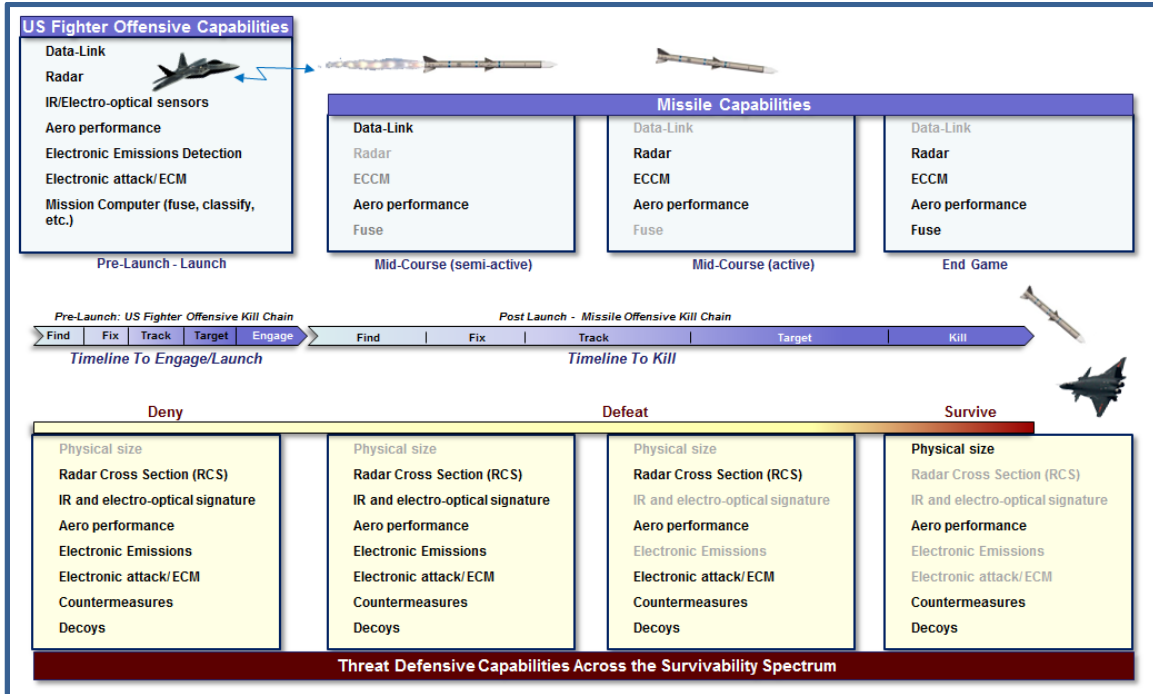 US Fighter Offensive Capabilities
Data-Link
Radar
IR/Electro-optical sensors
Aero performance
Electronic Emissions Detection
Electronic attack/ECM
Mission Computer (fuse, classify,
etc.)
Pre-Launch - Launch
Missile Capabilities
Data-Link
Radar
ECCM
Aero performance
Fuse
Mid-Course (semi-active)
Data-Link
Radar
ECCM
Aero performance
Fuse
Mid-Course (active)
Data-Link
Radar
ECCM
Aero performance
Fuse
End Game
Pre-Launch: US Fighter Offensive Kill Chain
Find
Fix
Track
Target
Engage
Timeline To Engage/Launch
Post Launch - Missile Offensive Kill Chain
Find
Fix
Track
Target
Kill
Timeline To Kill
Deny
Defeat
Survive
Physical size
Radar Cross Section (RCS)
IR and electro-optical signature
Aero performance
Electronic Emissions
Electronic attack/ECM
Countermeasures
Decoys
Physical size
Radar Cross Section (RCS)
IR and electro-optical signature
Aero performance
Electronic Emissions
Electronic attack/ECM
Countermeasures
Decoys
Physical size
Radar Cross Section (RCS)
IR and electro-optical signature
Aero performance
Electronic Emissions
Electronic attack/ECM
Countermeasures
Decoys
Physical size
Radar Cross Section (RCS)
IR and electro-optical signature
Aero performance
Electronic Emissions
Electronic attack/ECM
Countermeasures
Decoys
Threat Defensive Capabilities Across the Survivability Spectrum